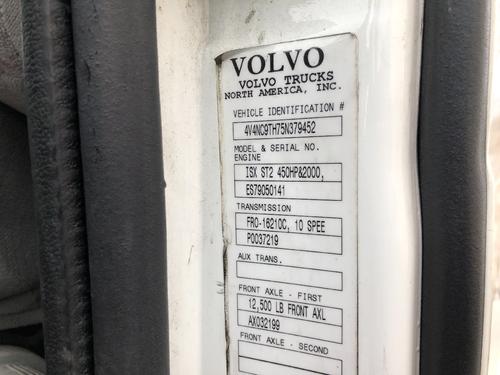 VOLVO
VOLVO TRUCKS
NORTH AMERICA, INC.
VEHICLE IDENTIFICATION #
4V4NC9TH75N379452
MODEL & SERIAL NO.
ENGINE
ISX ST2 450HP&2000,
ES79050141
TRANSMISSION
FRO-16210C, 10 SPEE
P0037219
AUX TRANS.
FRONT AXLE - FIRST
12,500 LB FRONT AXL
AX032199
FRONT AXLE - SECOND